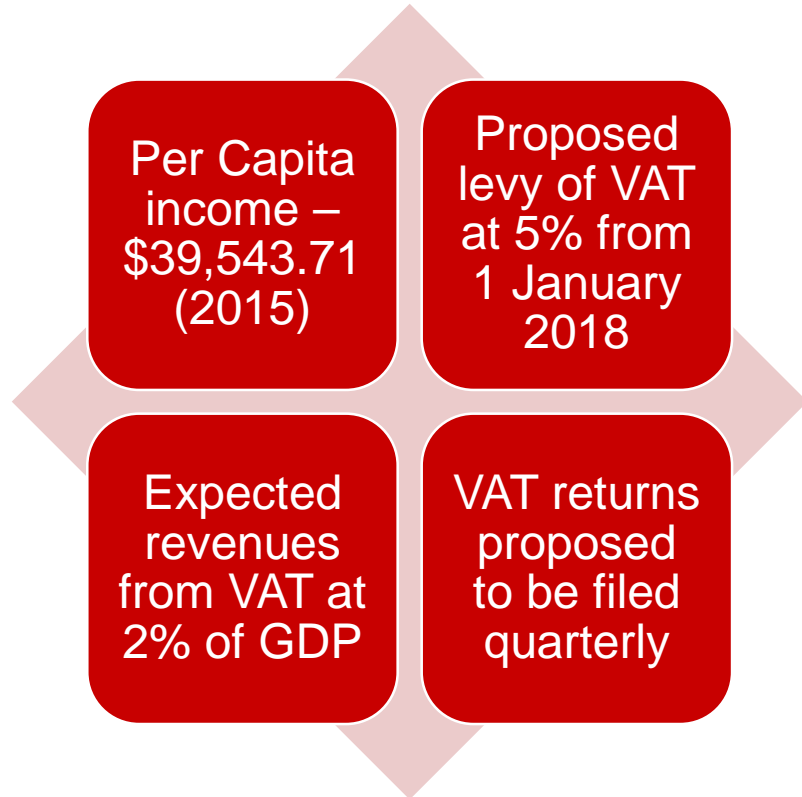 Per Capita
income –
$39,543.71
(2015)
Proposed
levy of VAT
at 5% from
1 January
2018
Expected
revenues
from VAT at
2% of GDP
VAT returns
proposed
to be filed
quarterly